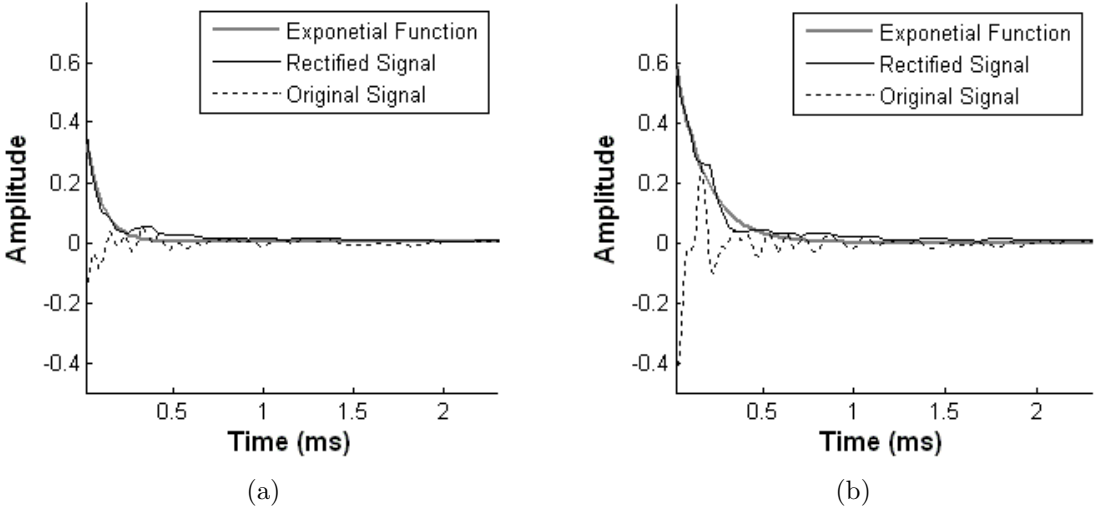 Exponetial Function
Rectified Signal
Original Signal
0.6
0.4
0.2
0
-0.2
-0.4
Amplitude
0.5
1
1.5
2
Time (ms)
(a)
Exponetial Function
Rectified Signal
Original Signal
0.6
0.4
0.2
0
-0.2
-0.4
Amplitude
0.5
1
1.5
2
Time (ms)
(b)